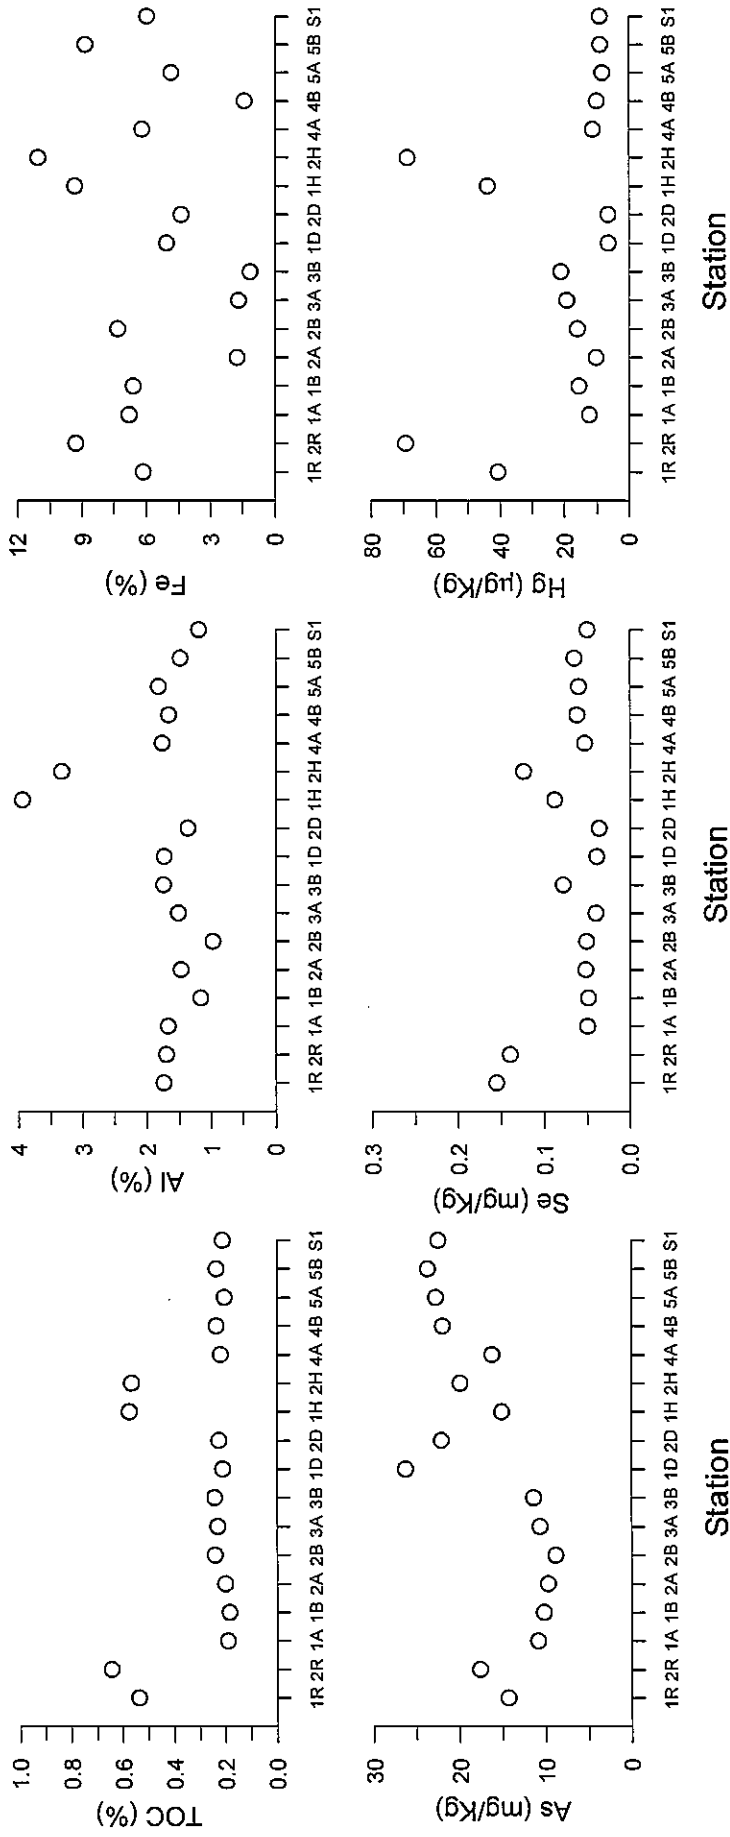 TOC (%)
1.0
0.8
0.6
0.4
0.2
0.0
1R 2R 1A 1B 2A 2B 3A 3B 1D 2D 1H 2H 4A 4B 5A 5B S1
Al (%)
4
3
2
1
0
1R 2R 1A 1B 2A 2B 3A 3B 1D 2D 1H 2H 4A 4B 5A 5B S1
Fe (%)
12
9
6
3
0
1R 2R 1A 1B 2A 2B 3A 3B 1D 2D 1H 2H 4A 4B 5A 5B S1
As (mg/Kg)
30
20
10
0
1R 2R 1A 1B 2A 2B 3A 3B 1D 2D 1H 2H 4A 4B 5A 5B S1
Station
Se (mg/Kg)
0.3
0.2
0.1
0.0
1R 2R 1A 1B 2A 2B 3A 3B 1D 2D 1H 2H 4A 4B 5A 5B S1
Station
Hg (µg/Kg)
80
60
40
20
0
1R 2R 1A 1B 2A 2B 3A 3B 1D 2D 1H 2H 4A 4B 5A 5B S1
Station